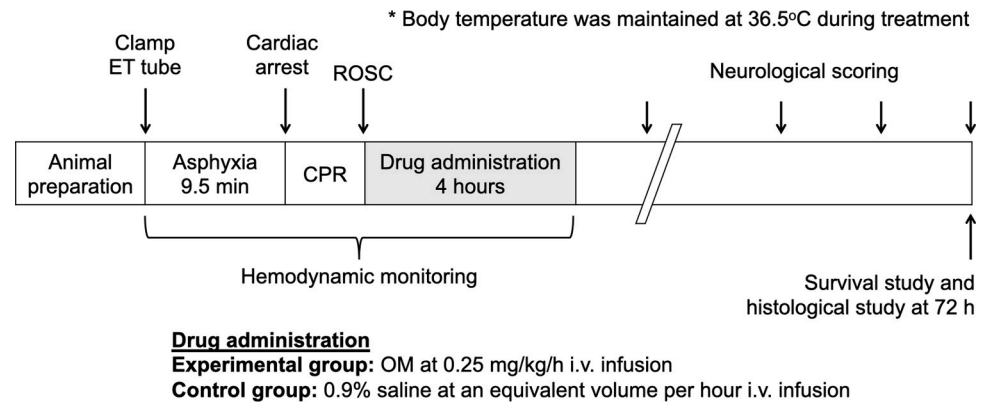 * Body temperature was maintained at 36.5°C during treatment
Clamp
ET tube
Cardiac
arrest
ROSC
Neurological scoring
Animal
preparation
Asphyxia
9.5 min
CPR
Drug administration
4 hours
Hemodynamic monitoring
Survival study and
histological study at 72 h
Drug administration
Experimental group: OM at 0.25 mg/kg/h i.v. infusion
Control group: 0.9% saline at an equivalent volume per hour i.v. infusion